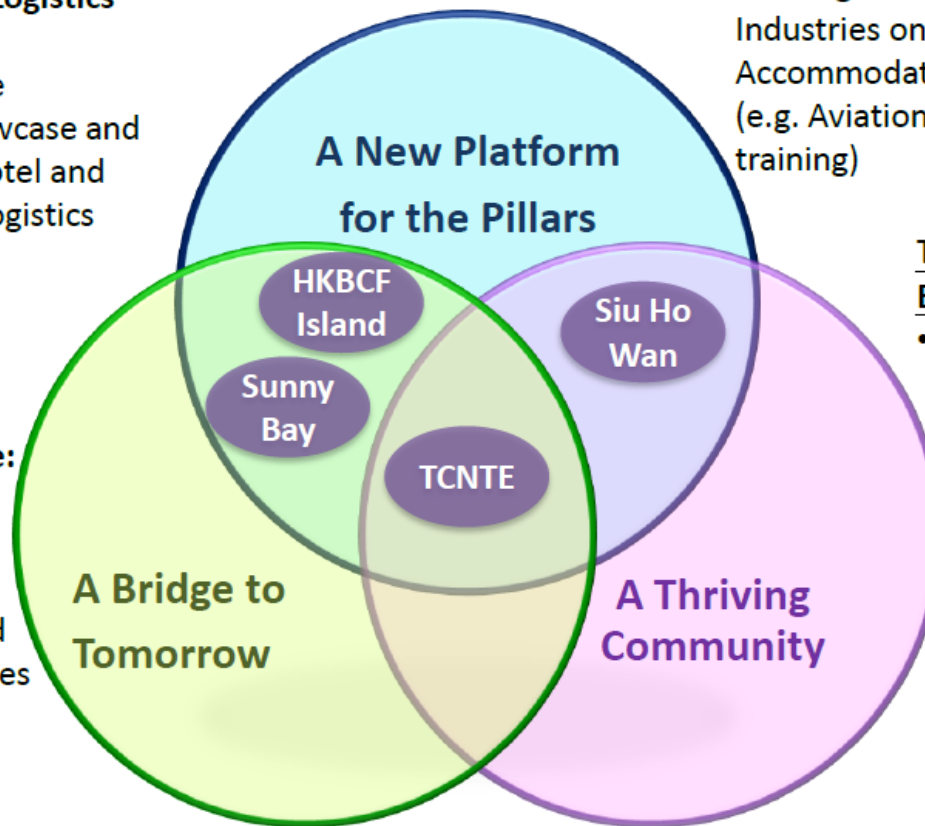 ogistics
Industries on
Accommodat
(e.g. Aviation
training)
e
wcase and
otel and
ogistics
A New Platform
for the Pillars
HKBCF
Island
Siu Ho
Wan
Sunny
Bay
TCNTE
T
E
•
e:
A Bridge to
Tomorrow
A Thriving
Community
d
es